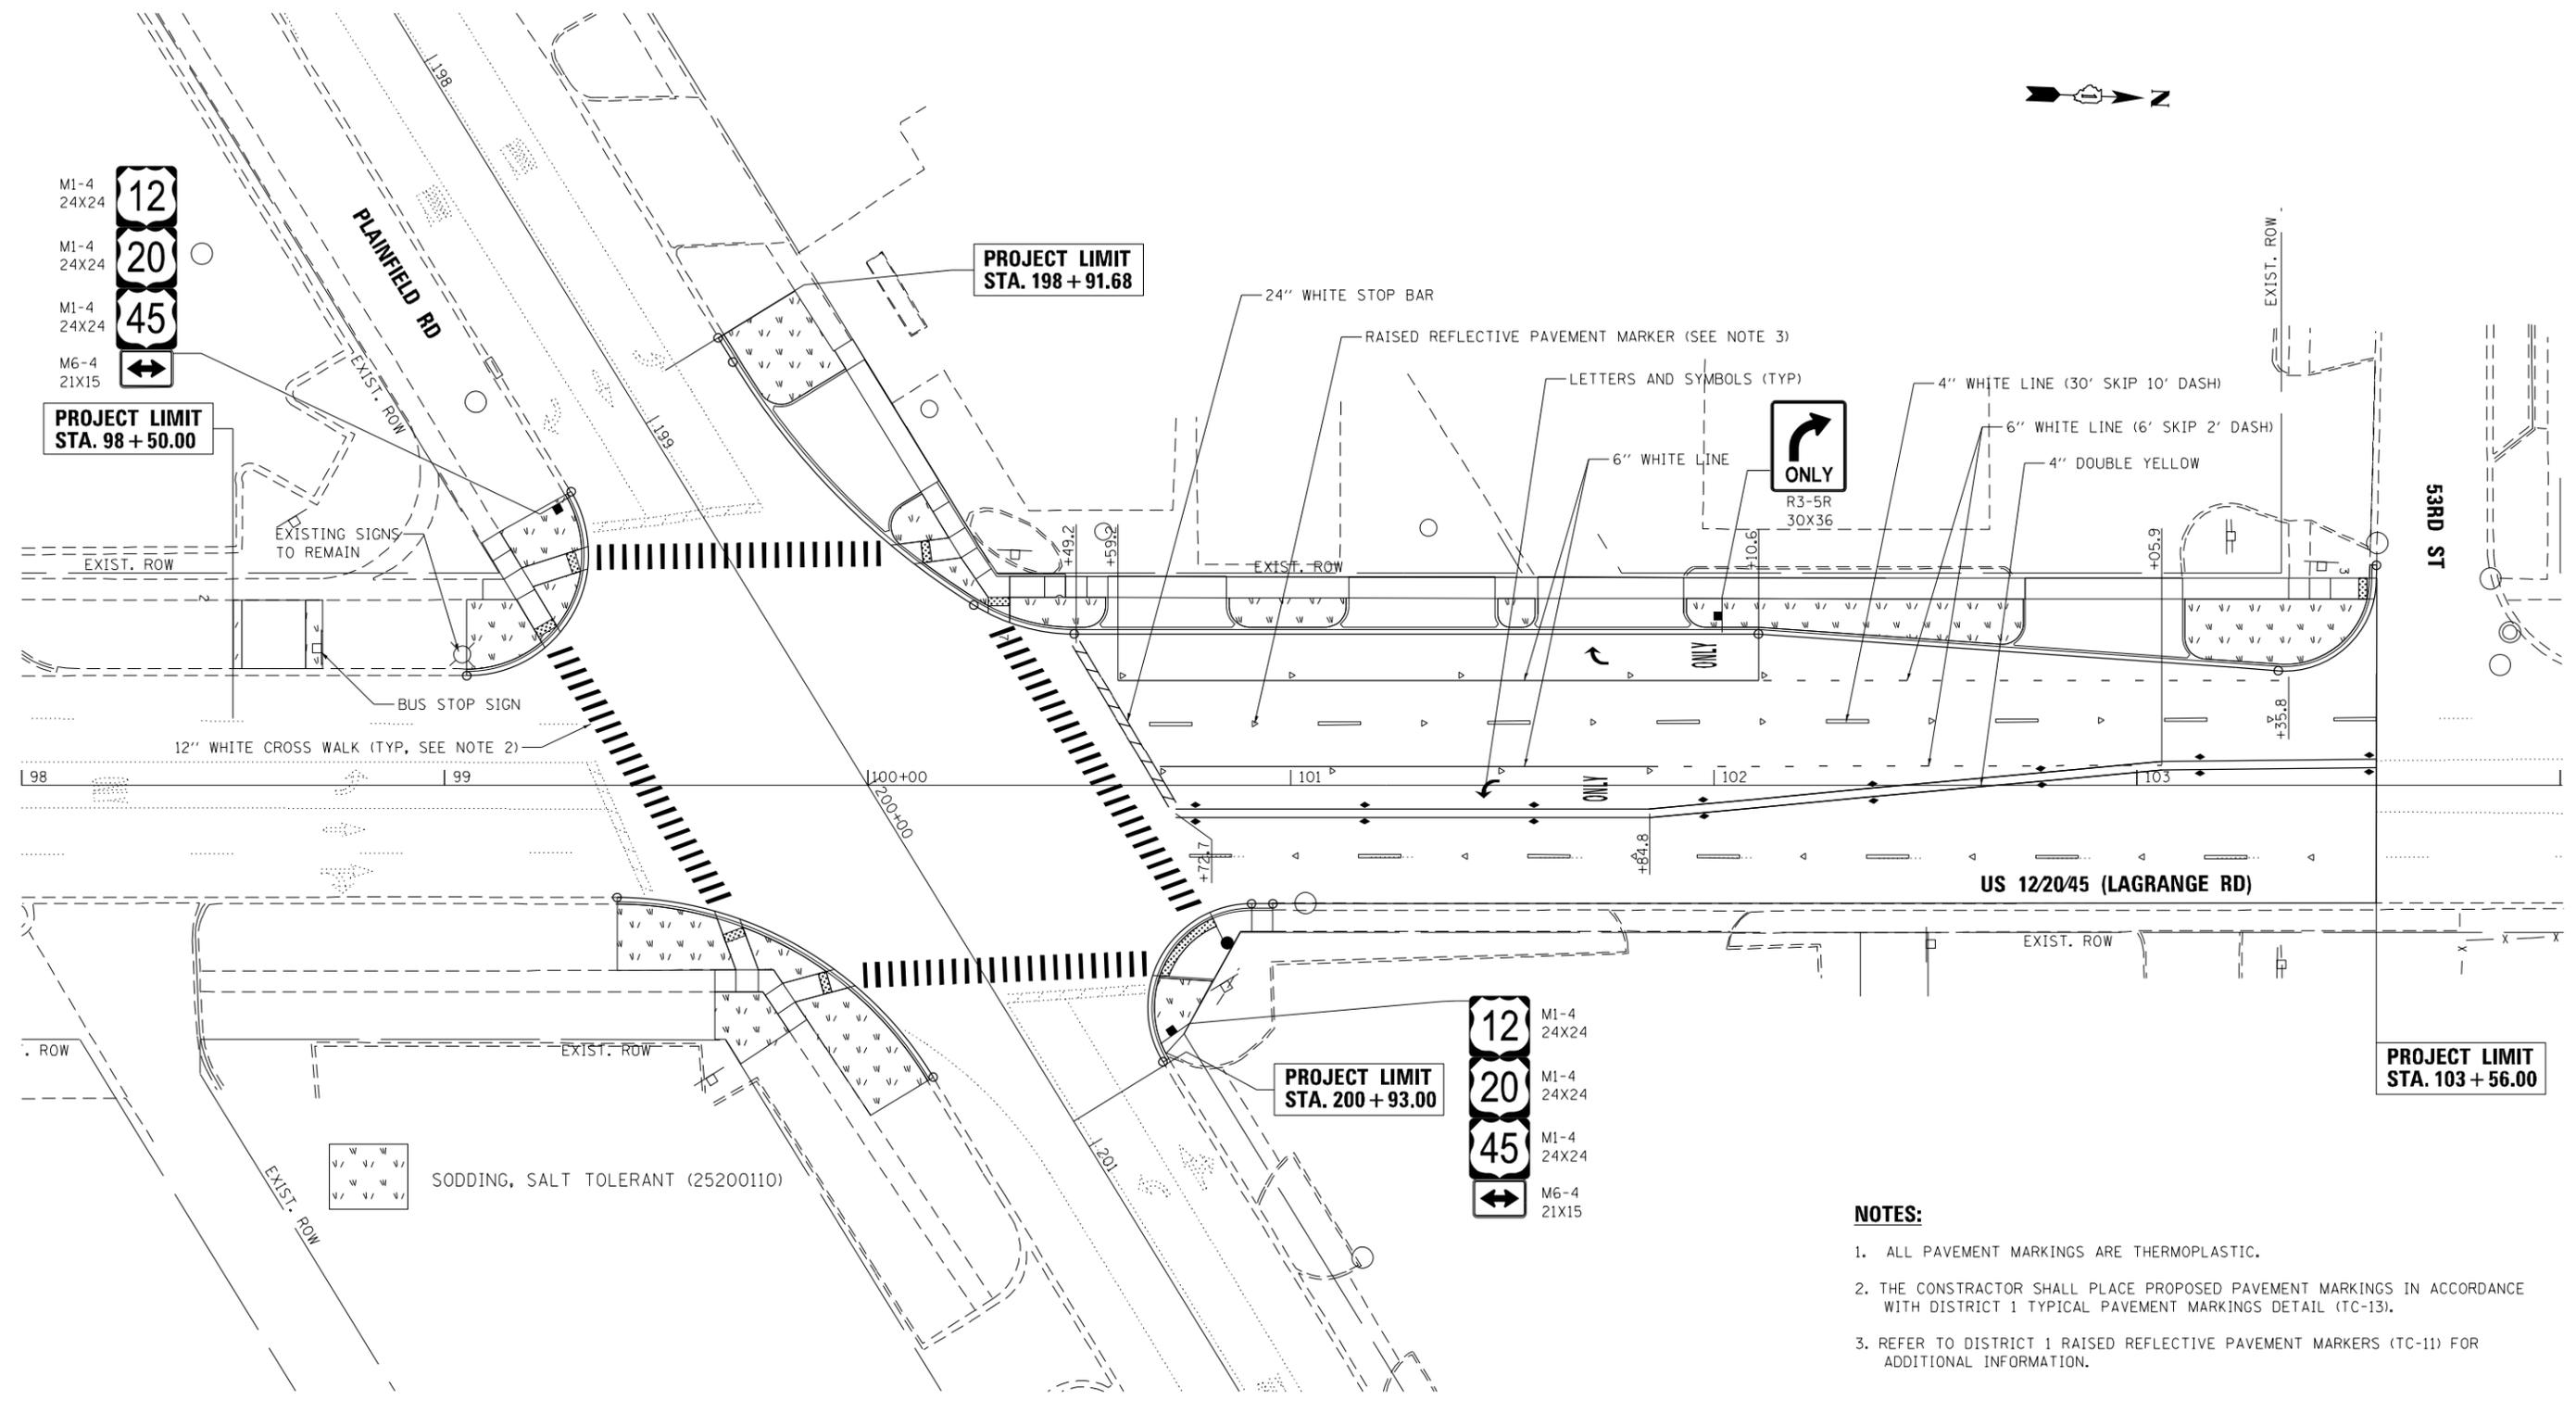 198
N
M1-4
24X24
12
M1-4
24X24
20
M1-4
24X24
45
M6-4
21X15
PLAINFIELD RD
EXIST. ROW
PROJECT LIMIT
STA. 98+50.00
PROJECT LIMIT
STA. 198+91.68
24" WHITE STOP BAR
RAISED REFLECTIVE PAVEMENT MARKER (SEE NOTE 3)
LETTERS AND SYMBOLS (TYP)
4" WHITE LINE (30' SKIP 10' DASH)
6" WHITE LINE (6' SKIP 2' DASH)
6" WHITE LINE
4" DOUBLE YELLOW
ONLY
R3-5R
30X36
EXIST. ROW
53RD ST
199
EXISTING SIGNS
TO REMAIN
EXIST. ROW
+49.2
+59.2
EXIST. ROW
+10.6
+05.9
2
3
BUS STOP SIGN
12" WHITE CROSS WALK (TYP, SEE NOTE 2)
ONLY
+35.8
98
99
100+00
101
102
103
200+00
ONLY
+72.7
+84.8
US 12/20/45 (LAGRANGE RD)
EXIST. ROW
X X X
. ROW
EXIST. ROW
12
M1-4
24X24
20
M1-4
24X24
45
M1-4
24X24
M6-4
21X15
PROJECT LIMIT
STA. 200+93.00
PROJECT LIMIT
STA. 103+56.00
201
EXIST. ROW
SODDING, SALT TOLERANT (25200110)
NOTES:
1. ALL PAVEMENT MARKINGS ARE THERMOPLASTIC.
2. THE CONSTRACTOR SHALL PLACE PROPOSED PAVEMENT MARKINGS IN ACCORDANCE
WITH DISTRICT 1 TYPICAL PAVEMENT MARKINGS DETAIL (TC-13).
3. REFER TO DISTRICT 1 RAISED REFLECTIVE PAVEMENT MARKERS (TC-11) FOR
ADDITIONAL INFORMATION.